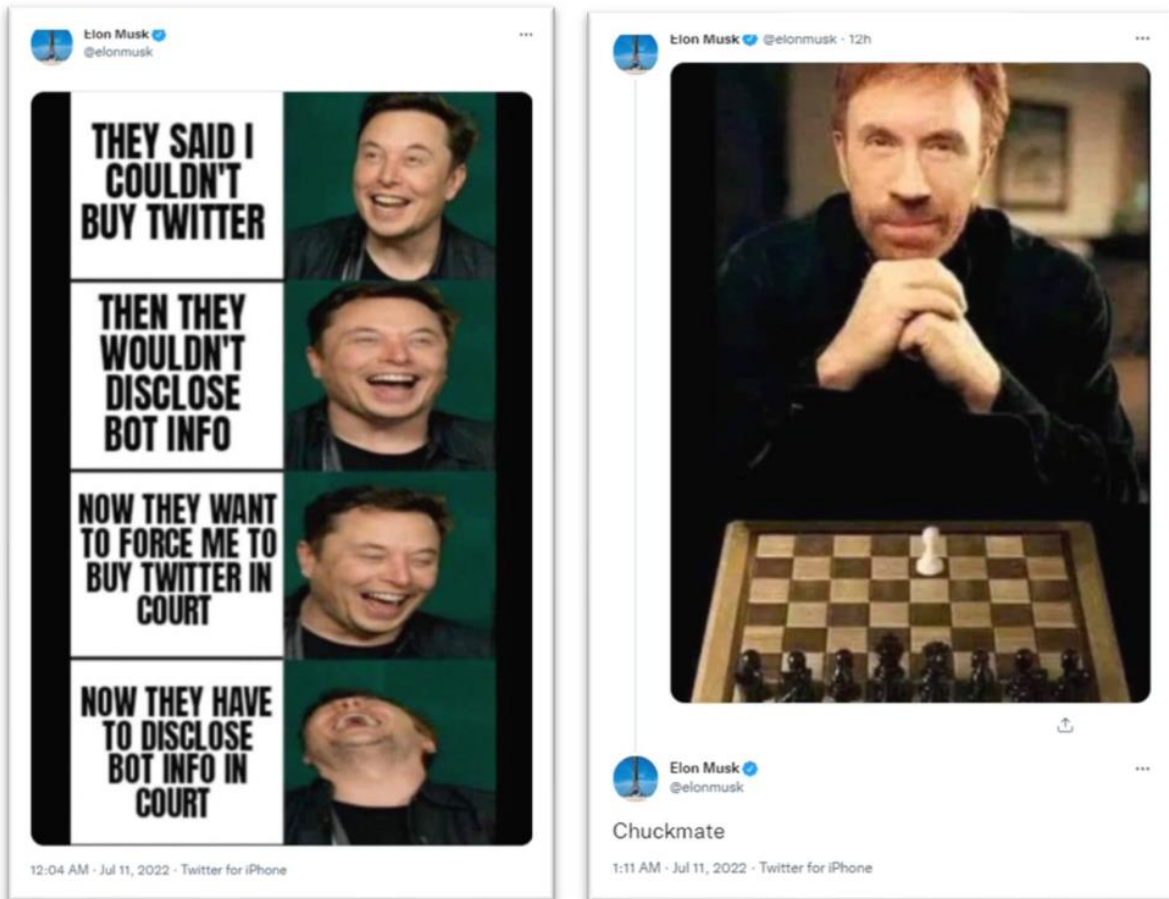 Elon Musk
@elonmusk
THEY SAID I
COULDN'T
BUY TWITTER
THEN THEY
WOULDN'T
DISCLOSE
BOT INFO
NOW THEY WANT
TO FORCE ME TO
BUY TWITTER IN
COURT
NOW THEY HAVE
TO DISCLOSE
BOT INFO IN
COURT
12:04 AM · Jul 11, 2022 · Twitter for iPhone
Elon Musk @elonmusk · 12h
Elon Musk
@elonmusk
Chuckmate
1:11 AM · Jul 11, 2022 · Twitter for iPhone